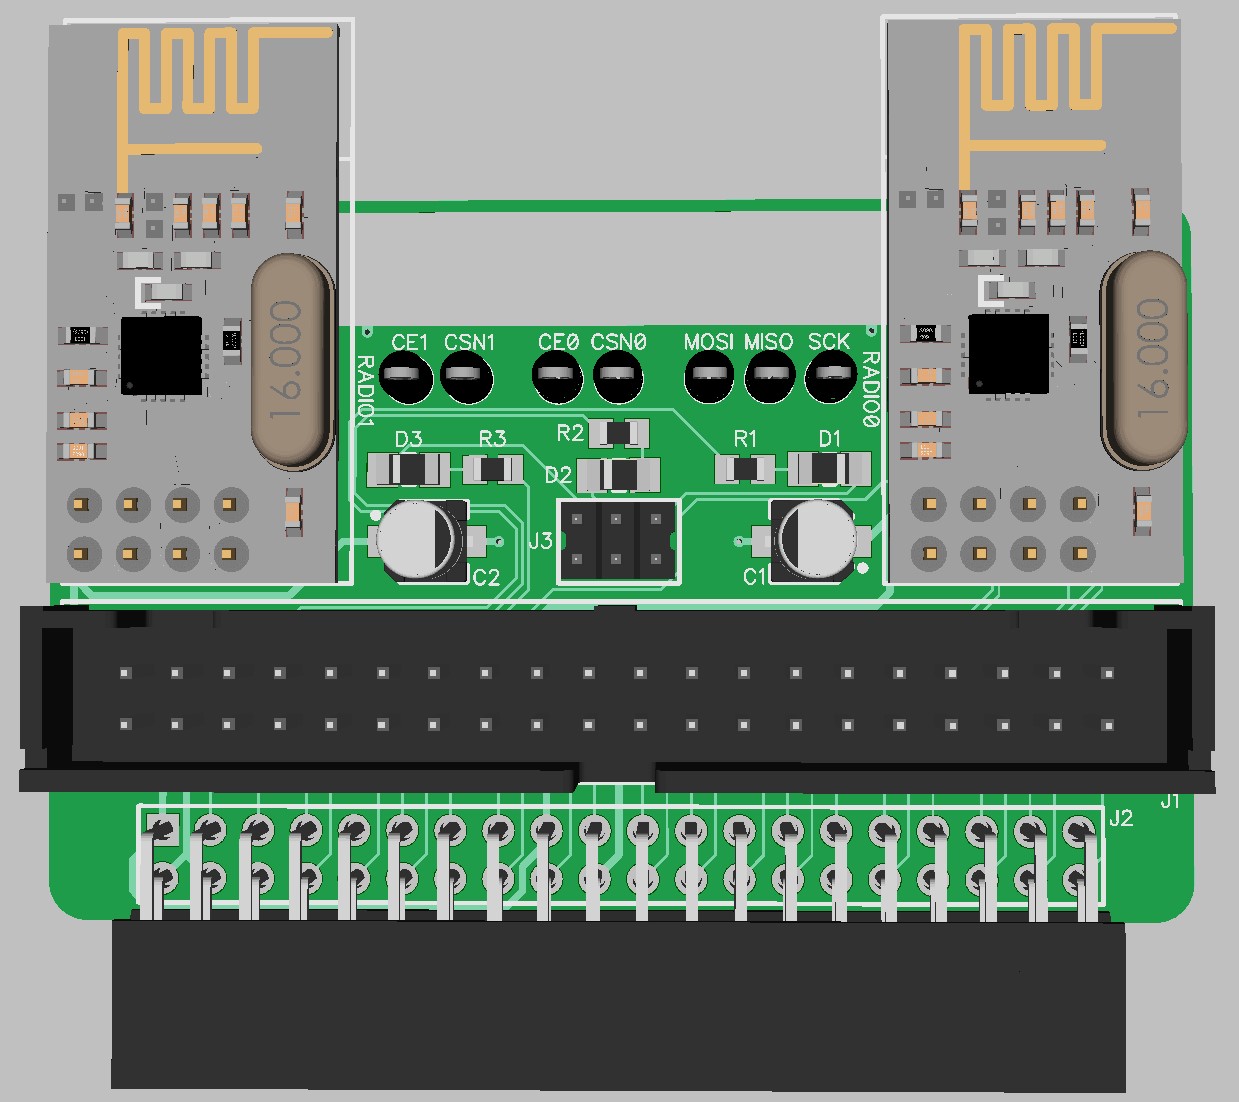 CE1 CSN1 CE0 CSN0 MOSI MISO SCK
RADIO1
RADIO0
16.000
16.000
R2
D3 R3 R1 D1
D2
J3
C2 C1
J1
J2